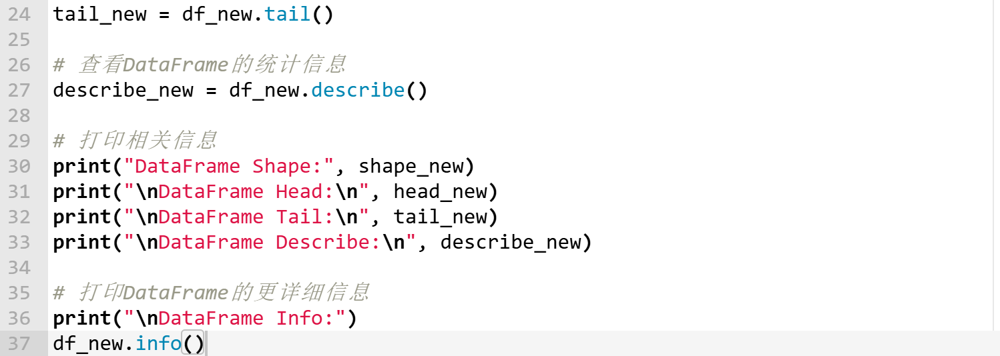 24 tail_new = df_new.tail()
25
26 # 查看DataFrame的统计信息
27 describe_new = df_new.describe()
28
29 # 打印相关信息
30 print("DataFrame Shape:", shape_new)
31 print("\nDataFrame Head:\n", head_new)
32 print("\nDataFrame Tail:\n", tail_new)
33 print("\nDataFrame Describe:\n", describe_new)
34
35 # 打印DataFrame的更详细信息
36 print("\nDataFrame Info:")
37 df_new.info()